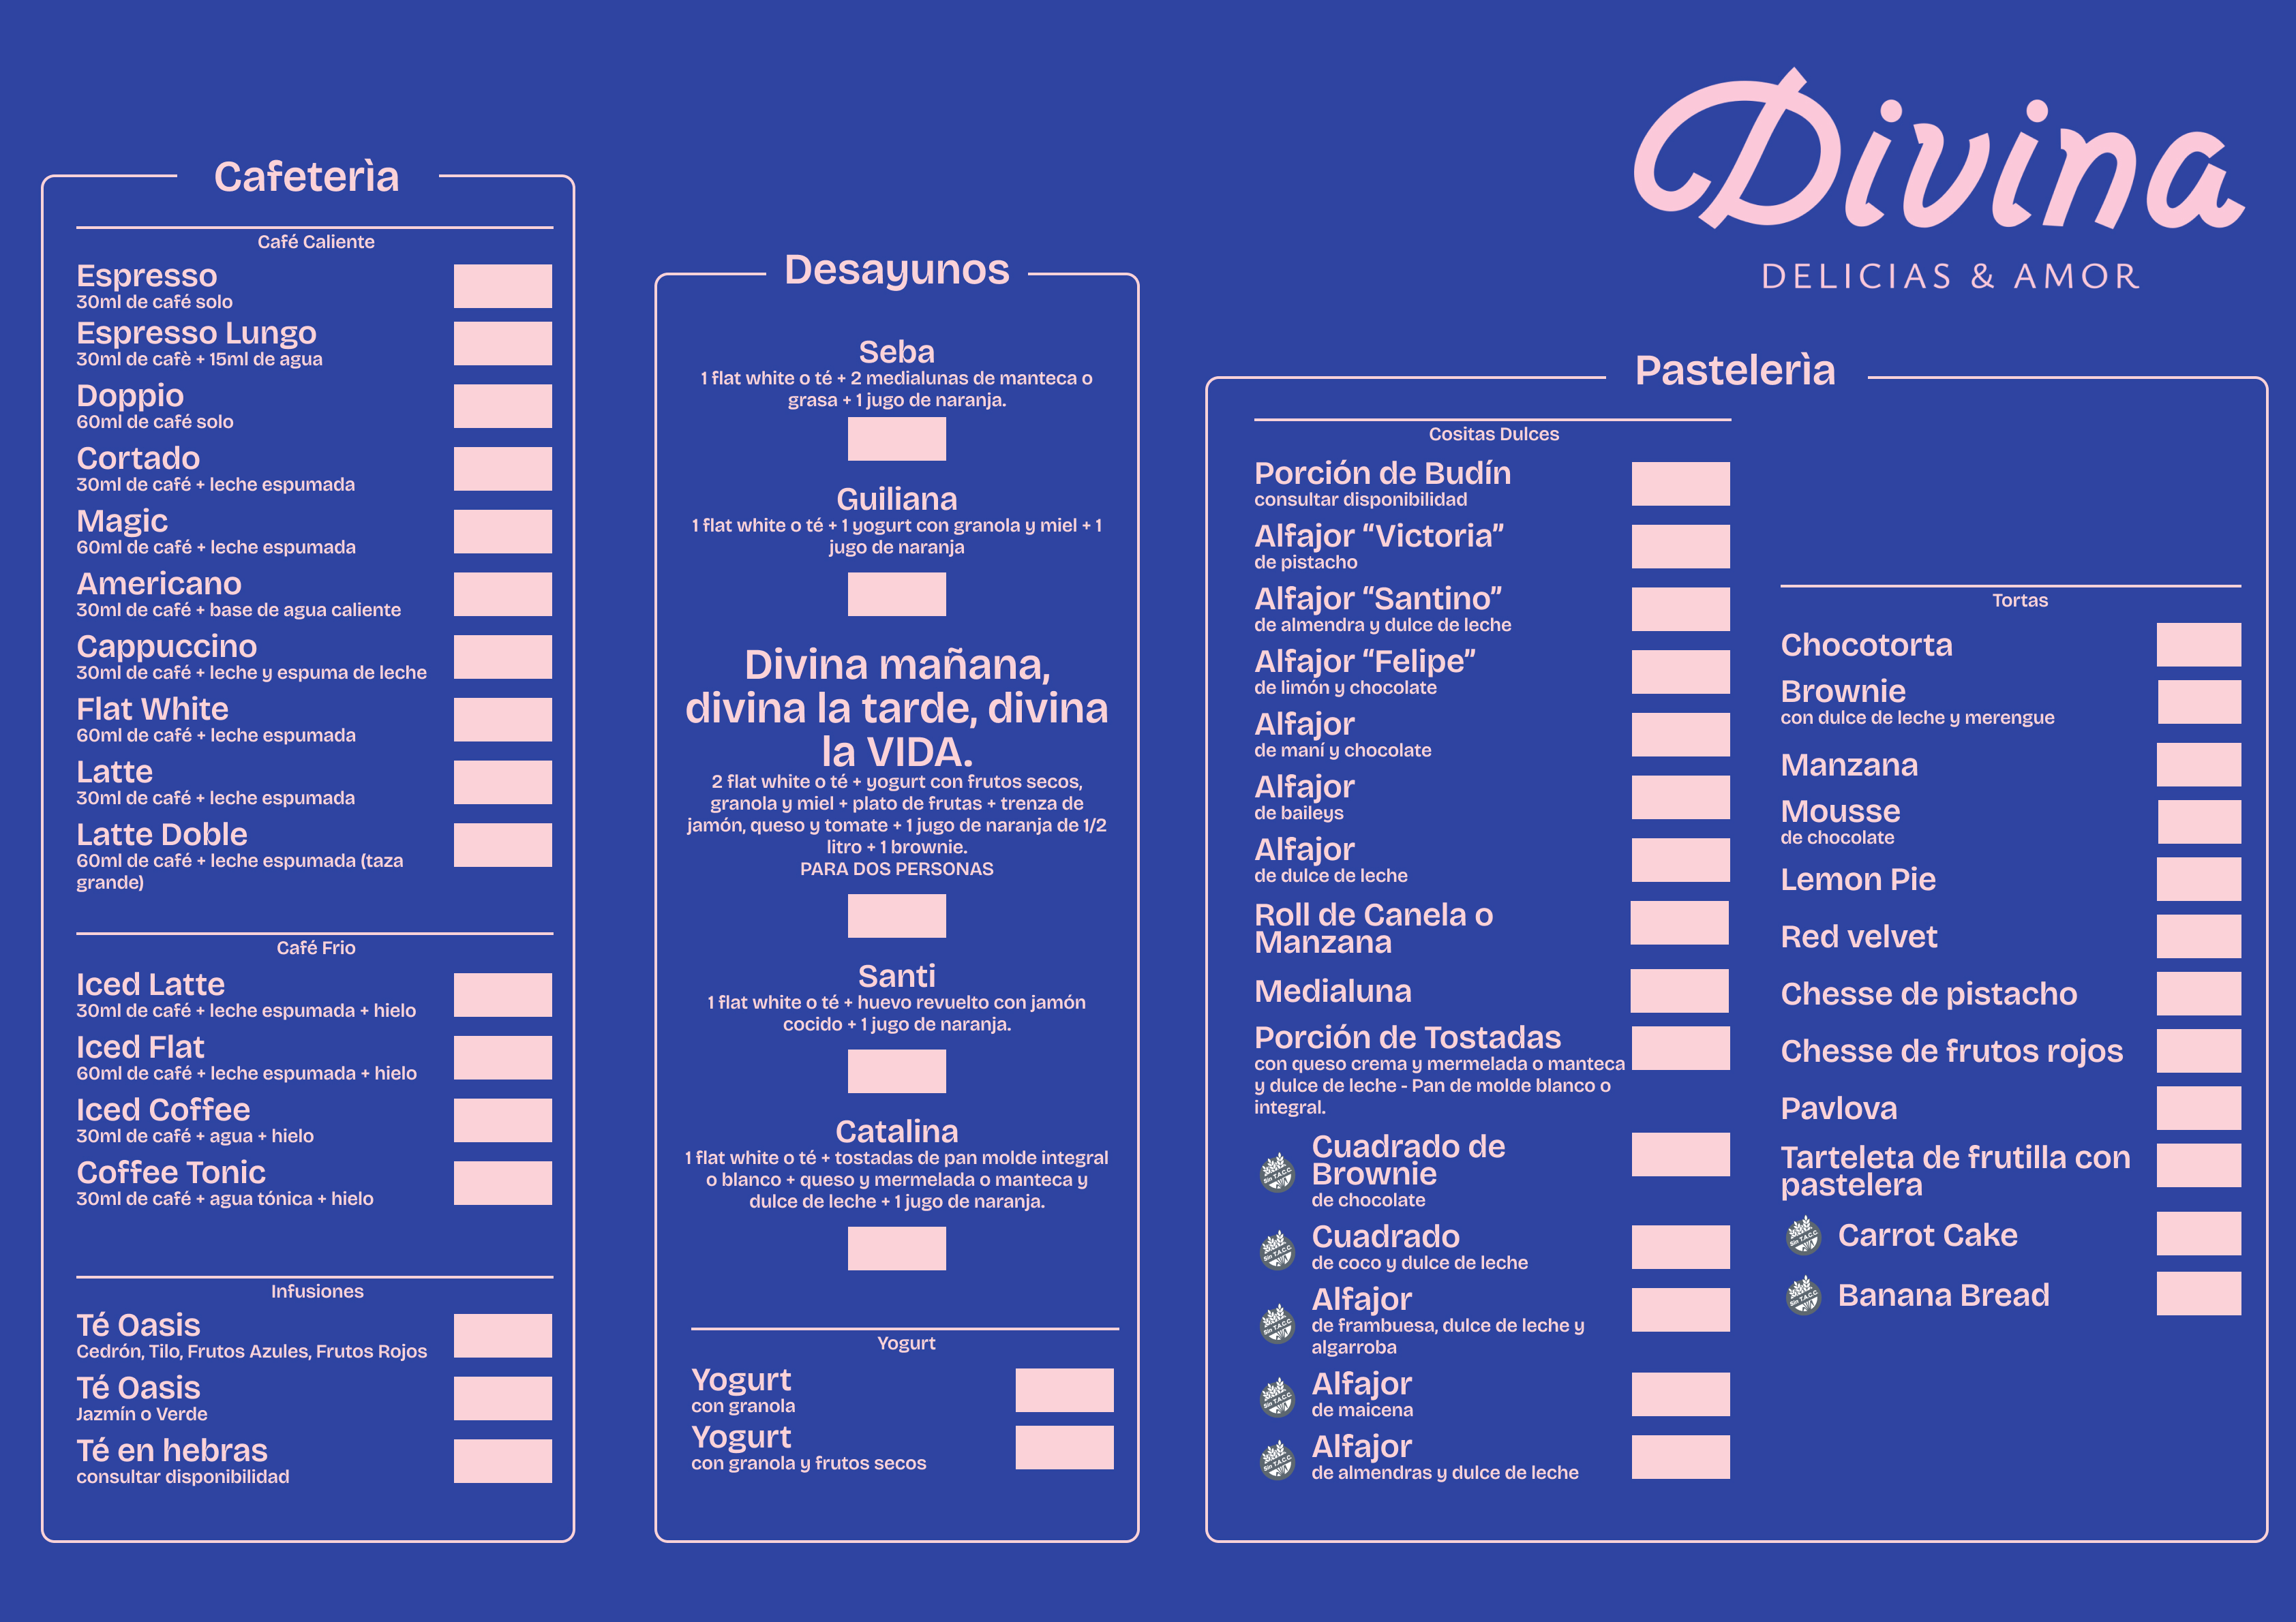 Divina
DELICIAS & AMOR
Cafeterìa
Café Caliente
Espresso
30ml de café solo
Espresso Lungo
30ml de cafè + 15ml de agua
Doppio
60ml de café solo
Cortado
30ml de café + leche espumada
Magic
60ml de café + leche espumada
Americano
30ml de café + base de agua caliente
Cappuccino
30ml de café + leche y espuma de leche
Flat White
60ml de café + leche espumada
Latte
30ml de café + leche espumada
Latte Doble
60ml de café + leche espumada (taza
grande)
Café Frio
Iced Latte
30ml de café + leche espumada + hielo
Iced Flat
60ml de café + leche espumada + hielo
Iced Coffee
30ml de café + agua + hielo
Coffee Tonic
30ml de café + agua tónica + hielo
Infusiones
Té Oasis
Cedrón, Tilo, Frutos Azules, Frutos Rojos
Té Oasis
Jazmín o Verde
Té en hebras
consultar disponibilidad
Desayunos
Seba
1 flat white o té + 2 medialunas de manteca o
grasa + 1 jugo de naranja.
Guiliana
1 flat white o té + 1 yogurt con granola y miel + 1
jugo de naranja
Divina mañana,
divina la tarde, divina
la VIDA.
2 flat white o té + yogurt con frutos secos,
granola y miel + plato de frutas + trenza de
jamón, queso y tomate + 1 jugo de naranja de 1/2
litro + 1 brownie.
PARA DOS PERSONAS
Santi
1 flat white o té + huevo revuelto con jamón
cocido + 1 jugo de naranja.
Catalina
1 flat white o té + tostadas de pan molde integral
o blanco + queso y mermelada o manteca y
dulce de leche + 1 jugo de naranja.
Yogurt
Yogurt
con granola
Yogurt
con granola y frutos secos
Pastelerìa
Cositas Dulces
Porción de Budín
consultar disponibilidad
Alfajor “Victoria”
de pistacho
Alfajor “Santino”
de almendra y dulce de leche
Alfajor “Felipe”
de limón y chocolate
Alfajor
de maní y chocolate
Alfajor
de baileys
Alfajor
de dulce de leche
Roll de Canela o
Manzana
Medialuna
Porción de Tostadas
con queso crema y mermelada o manteca
y dulce de leche - Pan de molde blanco o
integral.
Sin T.A.C.C.
Cuadrado de
Brownie
de chocolate
Sin T.A.C.C.
Cuadrado
de coco y dulce de leche
Sin T.A.C.C.
Alfajor
de frambuesa, dulce de leche y
algarroba
Sin T.A.C.C.
Alfajor
de maicena
Sin T.A.C.C.
Alfajor
de almendras y dulce de leche
Tortas
Chocotorta
Brownie
con dulce de leche y merengue
Manzana
Mousse
de chocolate
Lemon Pie
Red velvet
Chesse de pistacho
Chesse de frutos rojos
Pavlova
Tarteleta de frutilla con
pastelera
Sin T.A.C.C.
Carrot Cake
Sin T.A.C.C.
Banana Bread